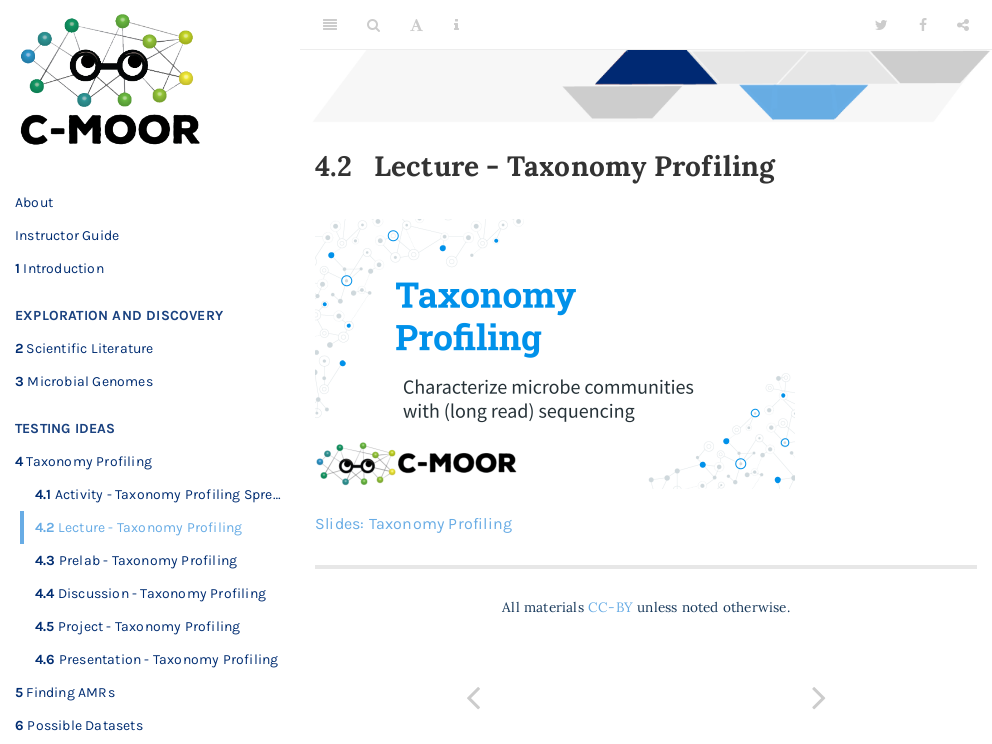 C-MOOR
About
Instructor Guide
1 Introduction
EXPLORATION AND DISCOVERY
2 Scientific Literature
3 Microbial Genomes
TESTING IDEAS
4 Taxonomy Profiling
4.1 Activity - Taxonomy Profiling Spre...
4.2 Lecture - Taxonomy Profiling
4.3 Prelab - Taxonomy Profiling
4.4 Discussion - Taxonomy Profiling
4.5 Project - Taxonomy Profiling
4.6 Presentation - Taxonomy Profiling
5 Finding AMRs
6 Possible Datasets
A
4.2 Lecture - Taxonomy Profiling
Taxonomy
Profiling
Characterize microbe communities
with (long read) sequencing
C-MOOR
Slides: Taxonomy Profiling
All materials CC-BY unless noted otherwise.